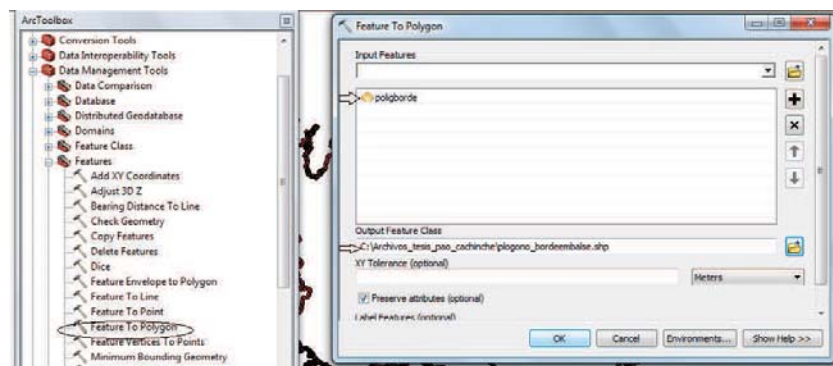 ArcToolbox
Conversion Tools
Data Interoperability Tools
Data Management Tools
Data Comparison
Database
Distributed Geodatabase
Domains
Feature Class
Features
Add XY Coordinates
Adjust 3D Z
Bearing Distance To Line
Check Geometry
Copy Features
Delete Features
Dice
Feature Envelope to Polygon
Feature To Line
Feature To Point
Feature To Polygon
Feature Vertices To Points
Minimum Bounding Geometry
Feature To Polygon
Input Features
poligborde
Output Feature Class
C:\Archivos_tesis_pao_cachinche\plogono_bordeembalse.shp
XY Tolerance (optional)
Meters
Preserve attributes (optional)
Label Features (optional)
OK
Cancel
Environments...
Show Help >>